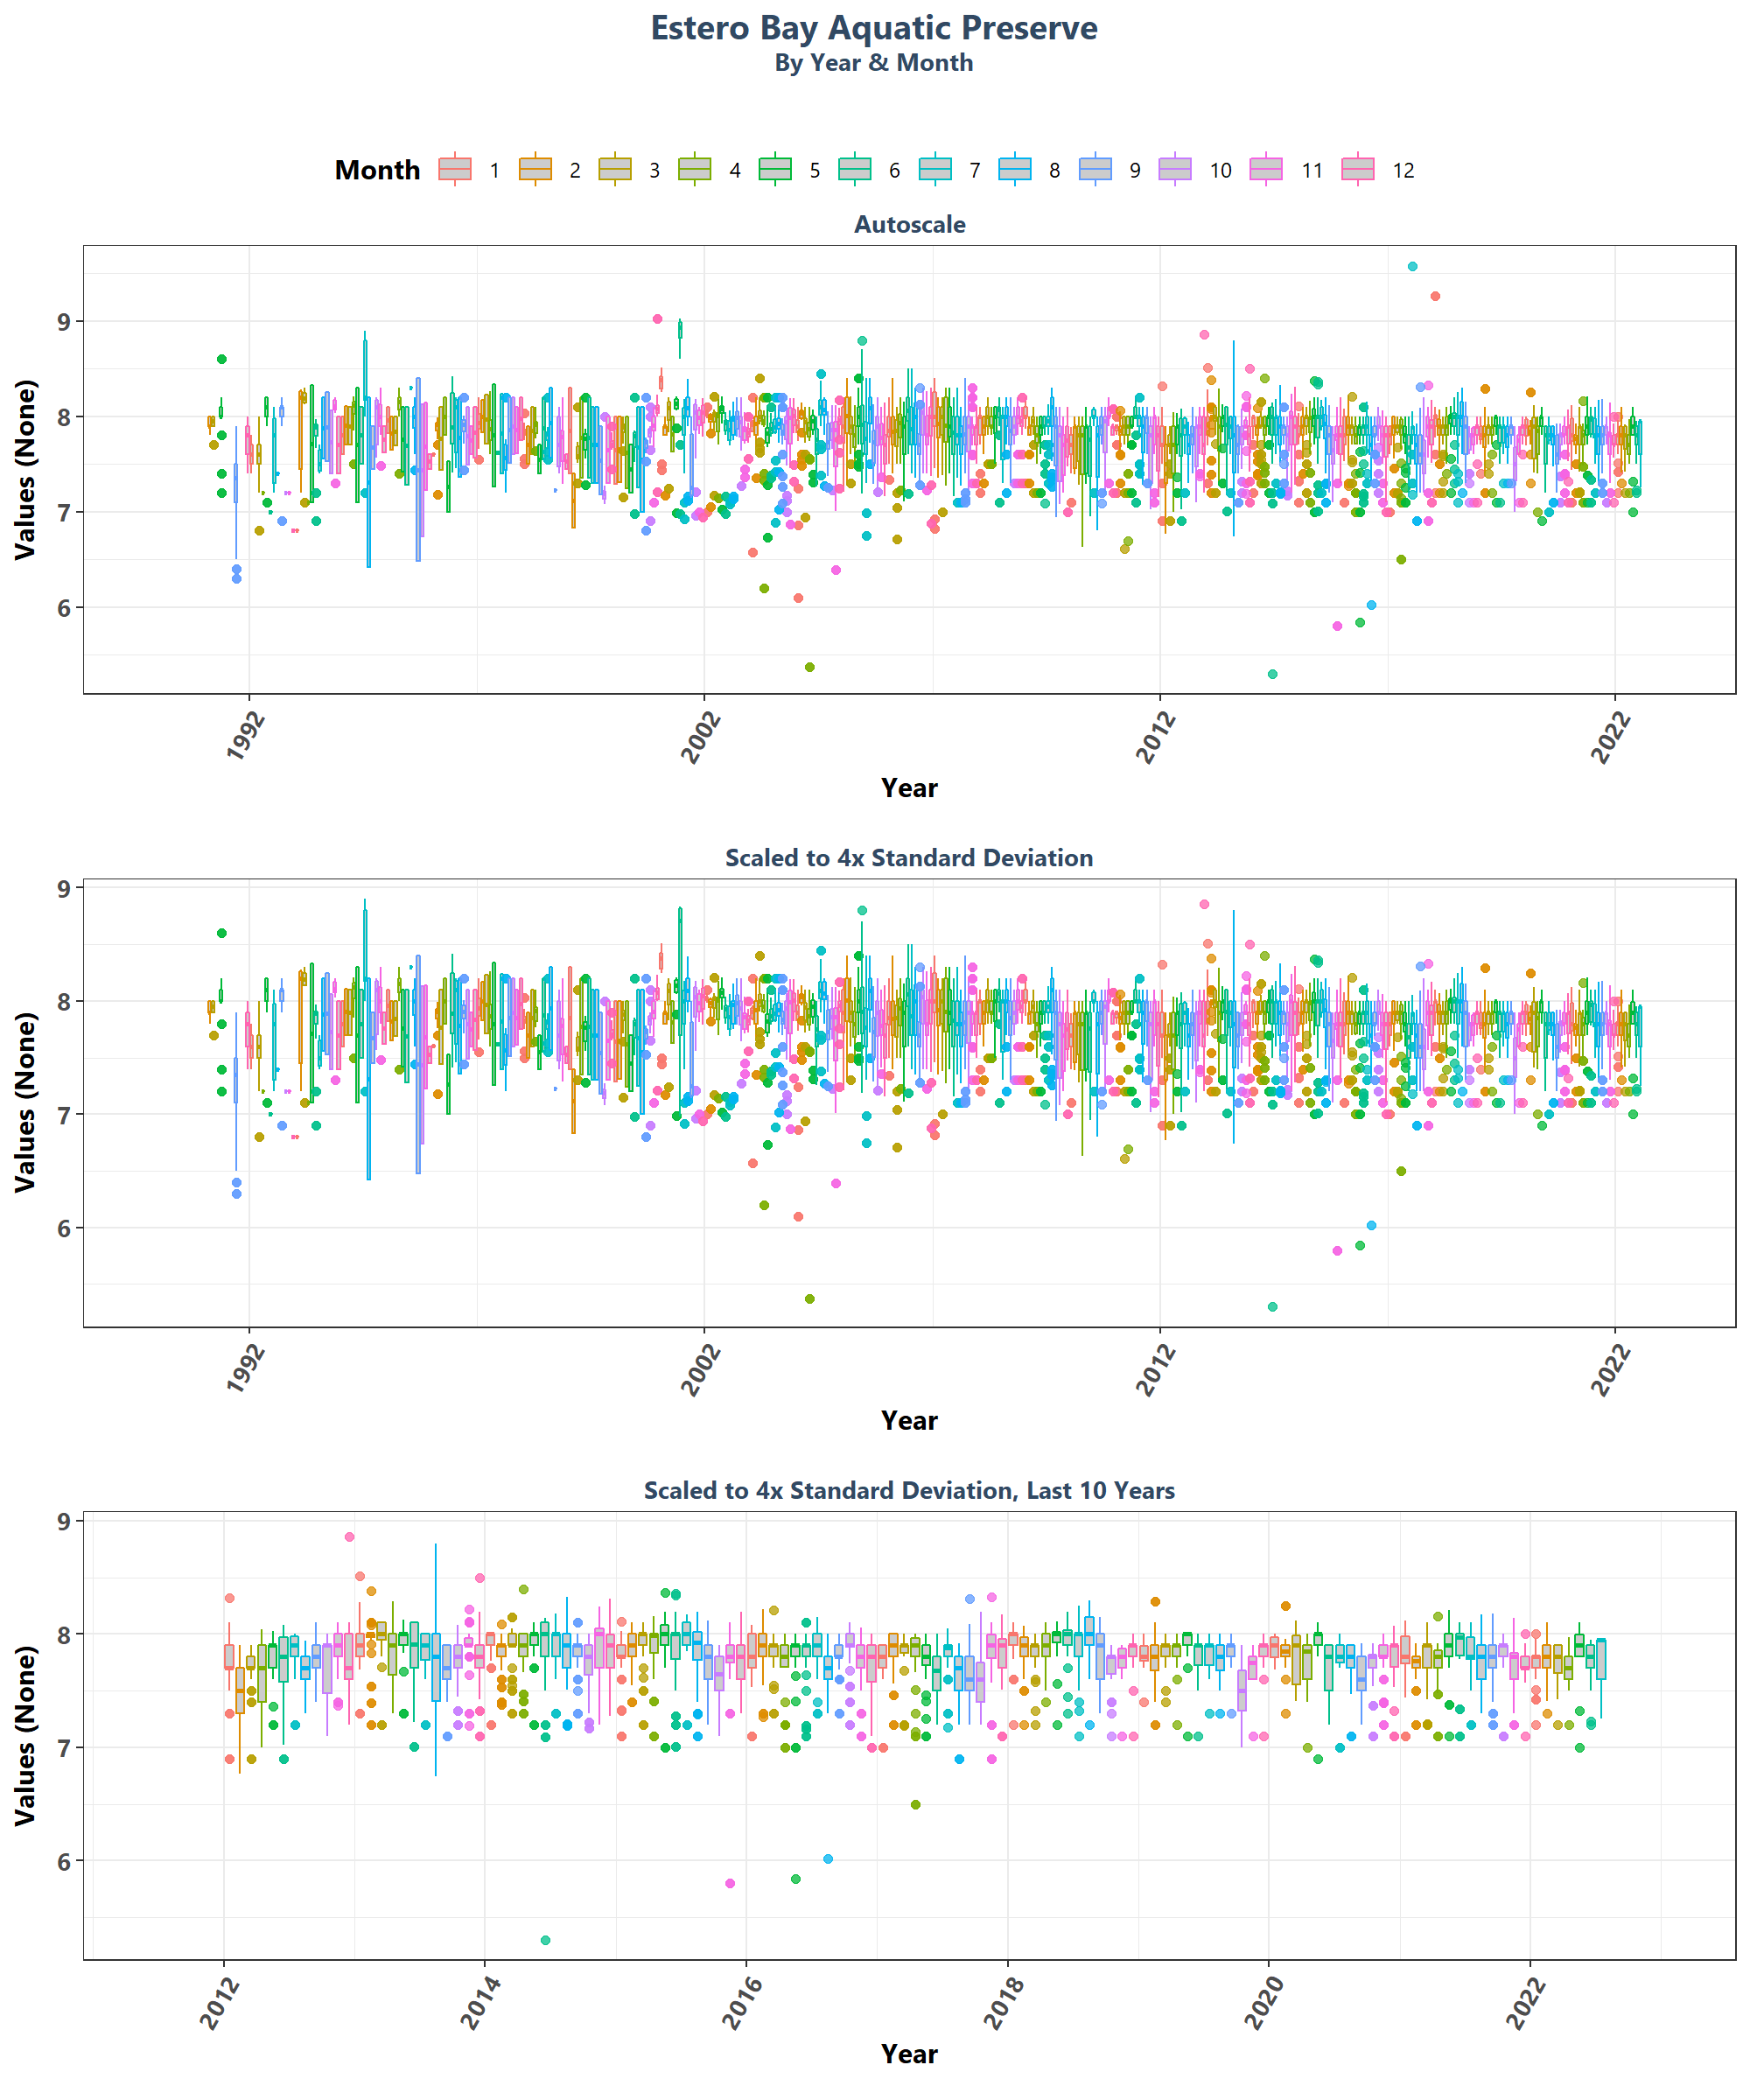 Estero Bay Aquatic Preserve
By Year & Month
Month 1 2 3 4 5 6 7 8 9 10 11 12
Autoscale
Values (None)
9
8
7
6
1992 2002 2012 2022
Year
Scaled to 4x Standard Deviation
Values (None)
9
8
7
6
1992 2002 2012 2022
Year
Scaled to 4x Standard Deviation, Last 10 Years
Values (None)
9
8
7
6
2012 2014 2016 2018 2020 2022
Year